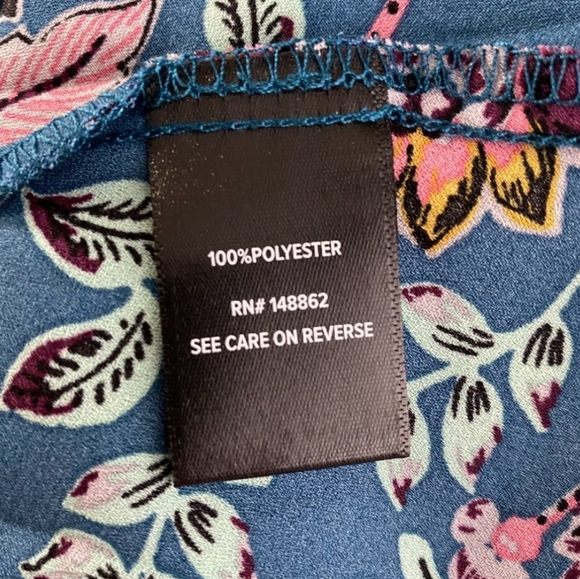 100%POLYESTER
RN# 148862
SEE CARE ON REVERSE